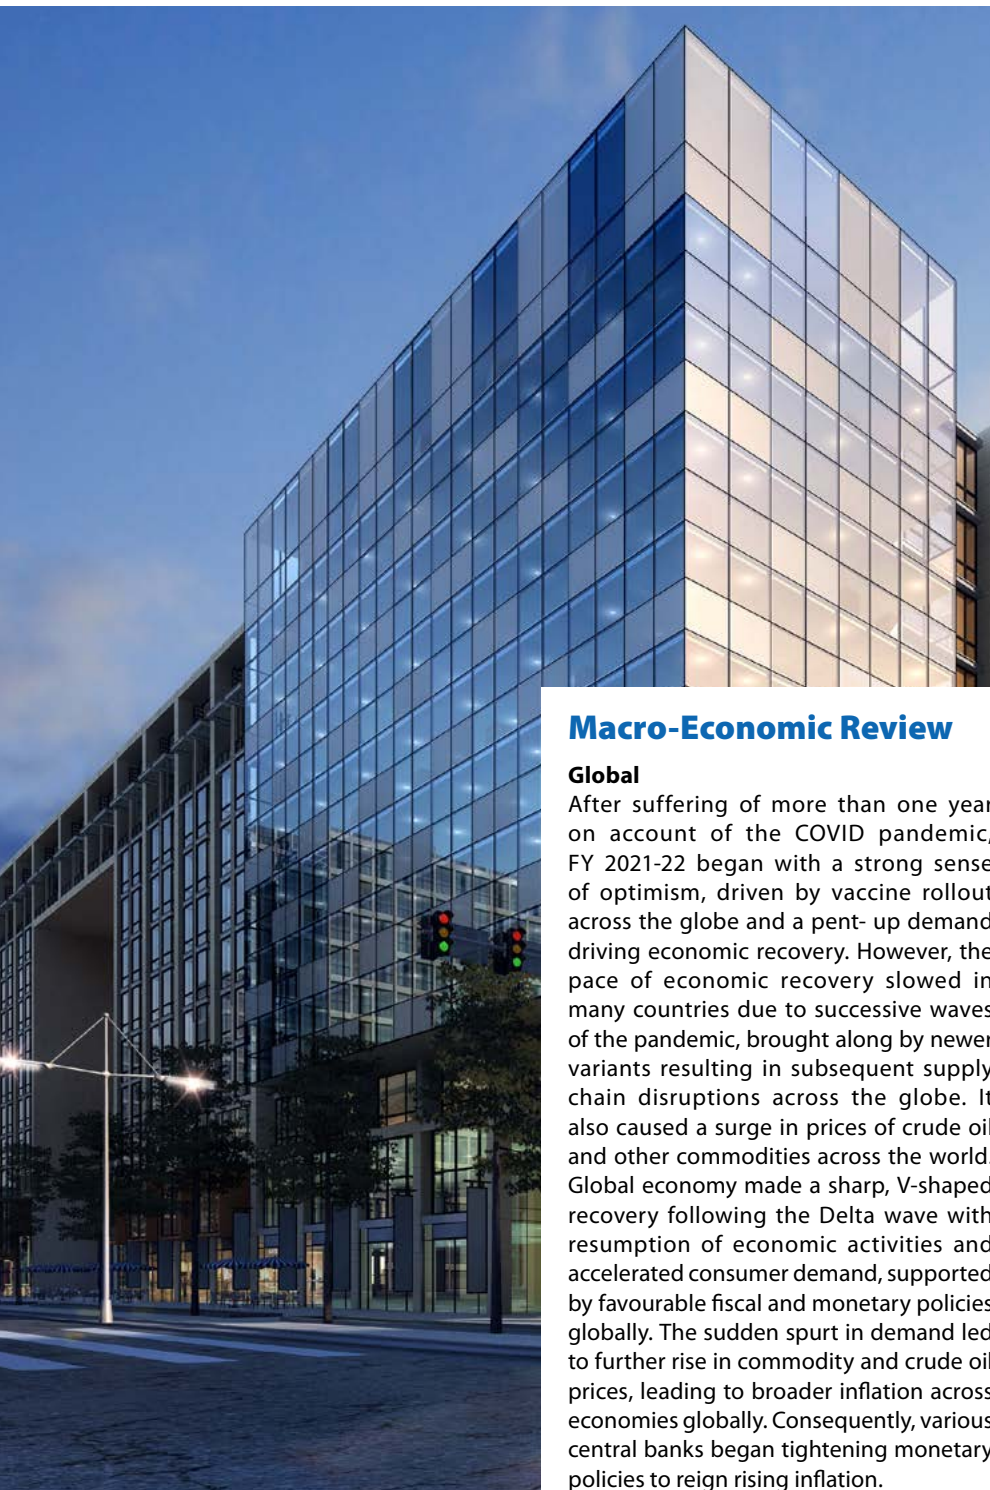 Macro-Economic Review
Global
After suffering of more than one year
on account of the COVID pandemic,
FY 2021-22 began with a strong sense
of optimism, driven by vaccine rollout
across the globe and a pent- up demand
driving economic recovery. However, the
pace of economic recovery slowed in
many countries due to successive waves
of the pandemic, brought along by newer
variants resulting in subsequent supply
chain disruptions across the globe. It
also caused a surge in prices of crude oil
and other commodities across the world.
Global economy made a sharp, V-shaped
recovery following the Delta wave with
resumption of economic activities and
accelerated consumer demand, supported
by favourable fiscal and monetary policies
globally. The sudden spurt in demand led
to further rise in commodity and crude oil
prices, leading to broader inflation across
economies globally. Consequently, various
central banks began tightening monetary
policies to reign rising inflation.